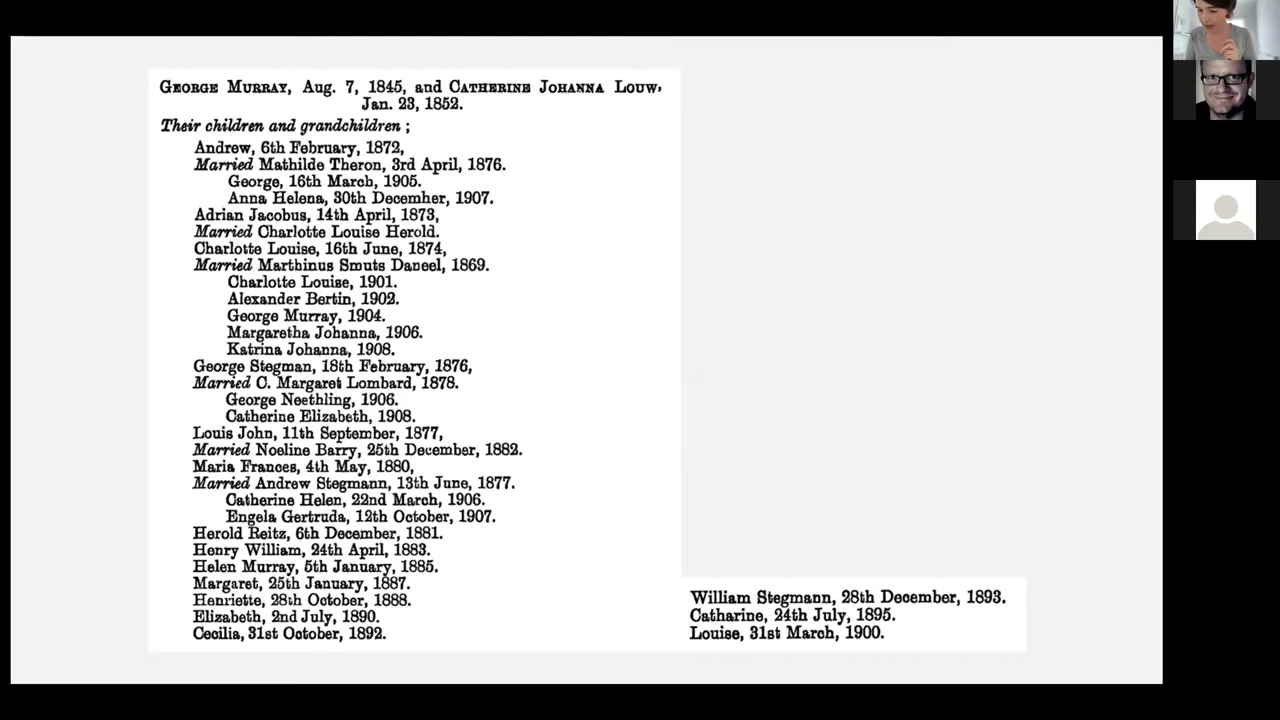 GEORGE MURRAY, Aug. 7, 1845, and CATHERINE JOHANNA LOUW,
Jan. 23, 1852.
Their children and grandchildren ;
Andrew, 6th February, 1872,
Married Mathilde Theron, 3rd April, 1876.
George, 16th March, 1905.
Anna Helena, 30th December, 1907.
Adrian Jacobus, 14th April, 1873,
Married Charlotte Louise Herold.
Charlotte Louise, 16th June, 1874,
Married Marthinus Smuts Daneel, 1869.
Charlotte Louise, 1901.
Alexander Bertin, 1902.
George Murray, 1904.
Margaretha Johanna, 1906.
Katrina Johanna, 1908.
George Stegman, 18th February, 1876,
Married C. Margaret Lombard, 1878.
George Neethling, 1906.
Catherine Elizabeth, 1908.
Louis John, 11th September, 1877,
Married Noeline Barry, 25th December, 1882.
Maria Frances, 4th May, 1880,
Married Andrew Stegmann, 13th June, 1877.
Catherine Helen, 22nd March, 1906.
Engela Gertruda, 12th October, 1907.
Herold Reitz, 6th December, 1881.
Henry William, 24th April, 1883.
Helen Murray, 5th January, 1885.
Margaret, 25th January, 1887.
Henriette, 28th October, 1888.
Elizabeth, 2nd July, 1890.
Cecilia, 31st October, 1892.
William Stegmann, 28th December, 1893.
Catharine, 24th July, 1895.
Louise, 31st March, 1900.